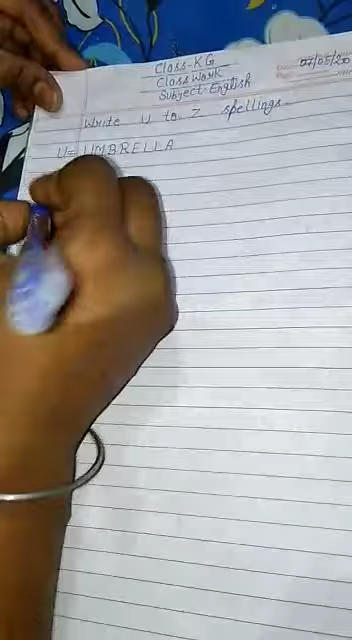 Class-KG
Class Work
Subject-English
Write U to Z spellings.
U= UMBRELLA